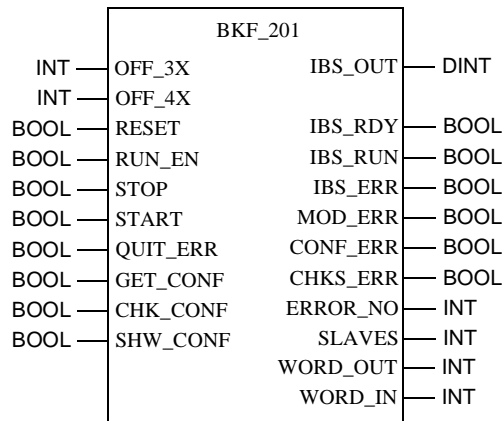 BKF_201
INT OFF_3X IBS_OUT DINT
INT OFF_4X
BOOL RESET IBS_RDY BOOL
BOOL RUN_EN IBS_RUN BOOL
BOOL STOP IBS_ERR BOOL
BOOL START MOD_ERR BOOL
BOOL QUIT_ERR CONF_ERR BOOL
BOOL GET_CONF CHKS_ERR BOOL
BOOL CHK_CONF ERROR_NO INT
BOOL SHW_CONF SLAVES INT
WORD_OUT INT
WORD_IN INT